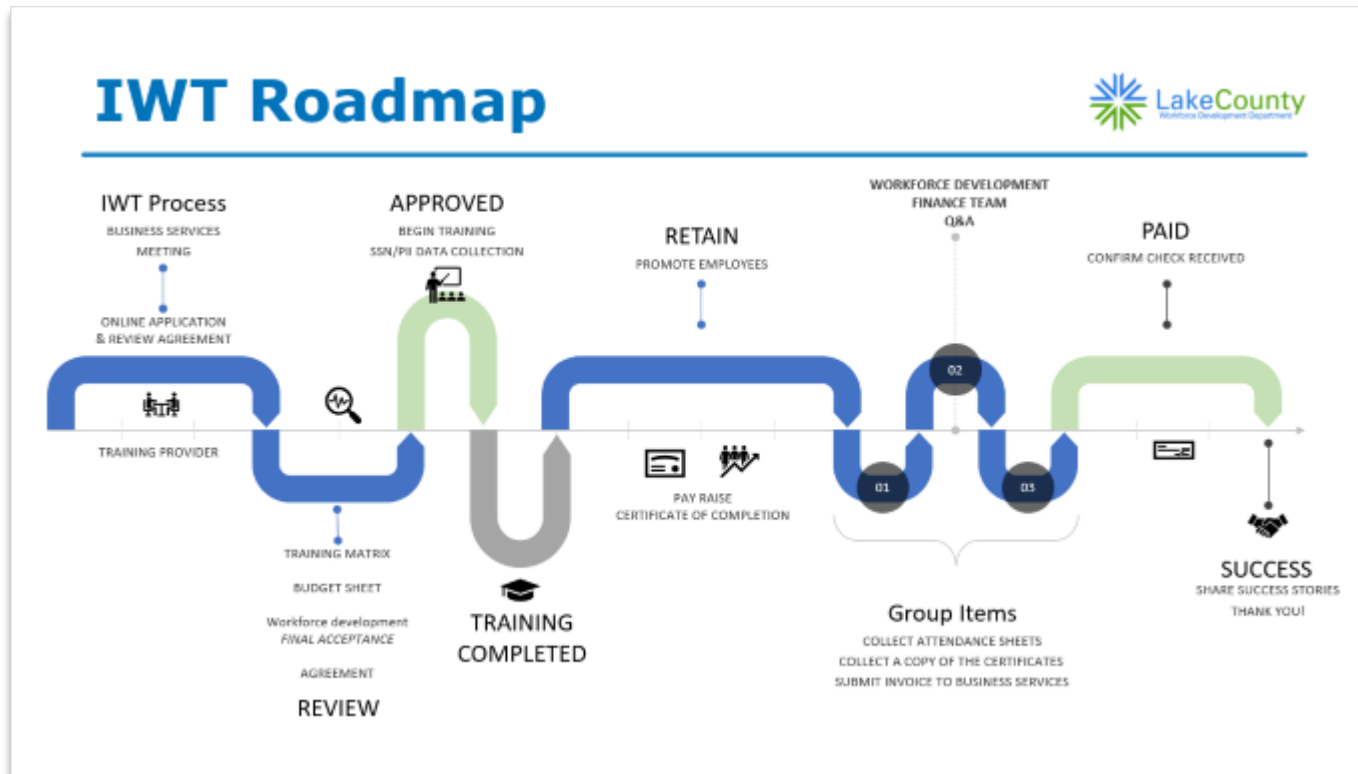 IWT Roadmap
LakeCounty
Workforce Development Department
IWT Process
BUSINESS SERVICES
MEETING
ONLINE APPLICATION
& REVIEW AGREEMENT
TRAINING PROVIDER
TRAINING MATRIX
BUDGET SHEET
Workforce development
FINAL ACCEPTANCE
AGREEMENT
REVIEW
APPROVED
BEGIN TRAINING
SSN/PII DATA COLLECTION
TRAINING
COMPLETED
RETAIN
PROMOTE EMPLOYEES
PAY RAISE
CERTIFICATE OF COMPLETION
WORKFORCE DEVELOPMENT
FINANCE TEAM
Q&A
01
02
03
Group Items
COLLECT ATTENDANCE SHEETS
COLLECT A COPY OF THE CERTIFICATES
SUBMIT INVOICE TO BUSINESS SERVICES
PAID
CONFIRM CHECK RECEIVED
SUCCESS
SHARE SUCCESS STORIES
THANK YOU!